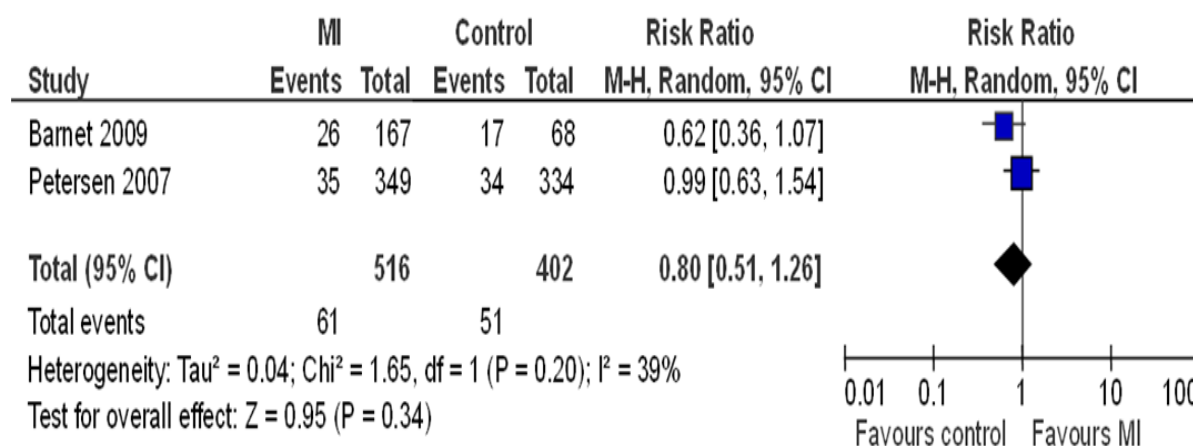 MI Control Risk Ratio Risk Ratio
Study Events Total Events Total M-H, Random, 95% CI M-H, Random, 95% CI
Barnet 2009 26 167 17 68 0.62 [0.36, 1.07]
Petersen 2007 35 349 34 334 0.99 [0.63, 1.54]
Total (95% CI) 516 402 0.80 [0.51, 1.26]
Total events 61 51
Heterogeneity: Tau² = 0.04; Chi² = 1.65, df = 1 (P = 0.20); I² = 39%
Test for overall effect: Z = 0.95 (P = 0.34)
0.01 0.1 1 10 100
Favours control Favours MI